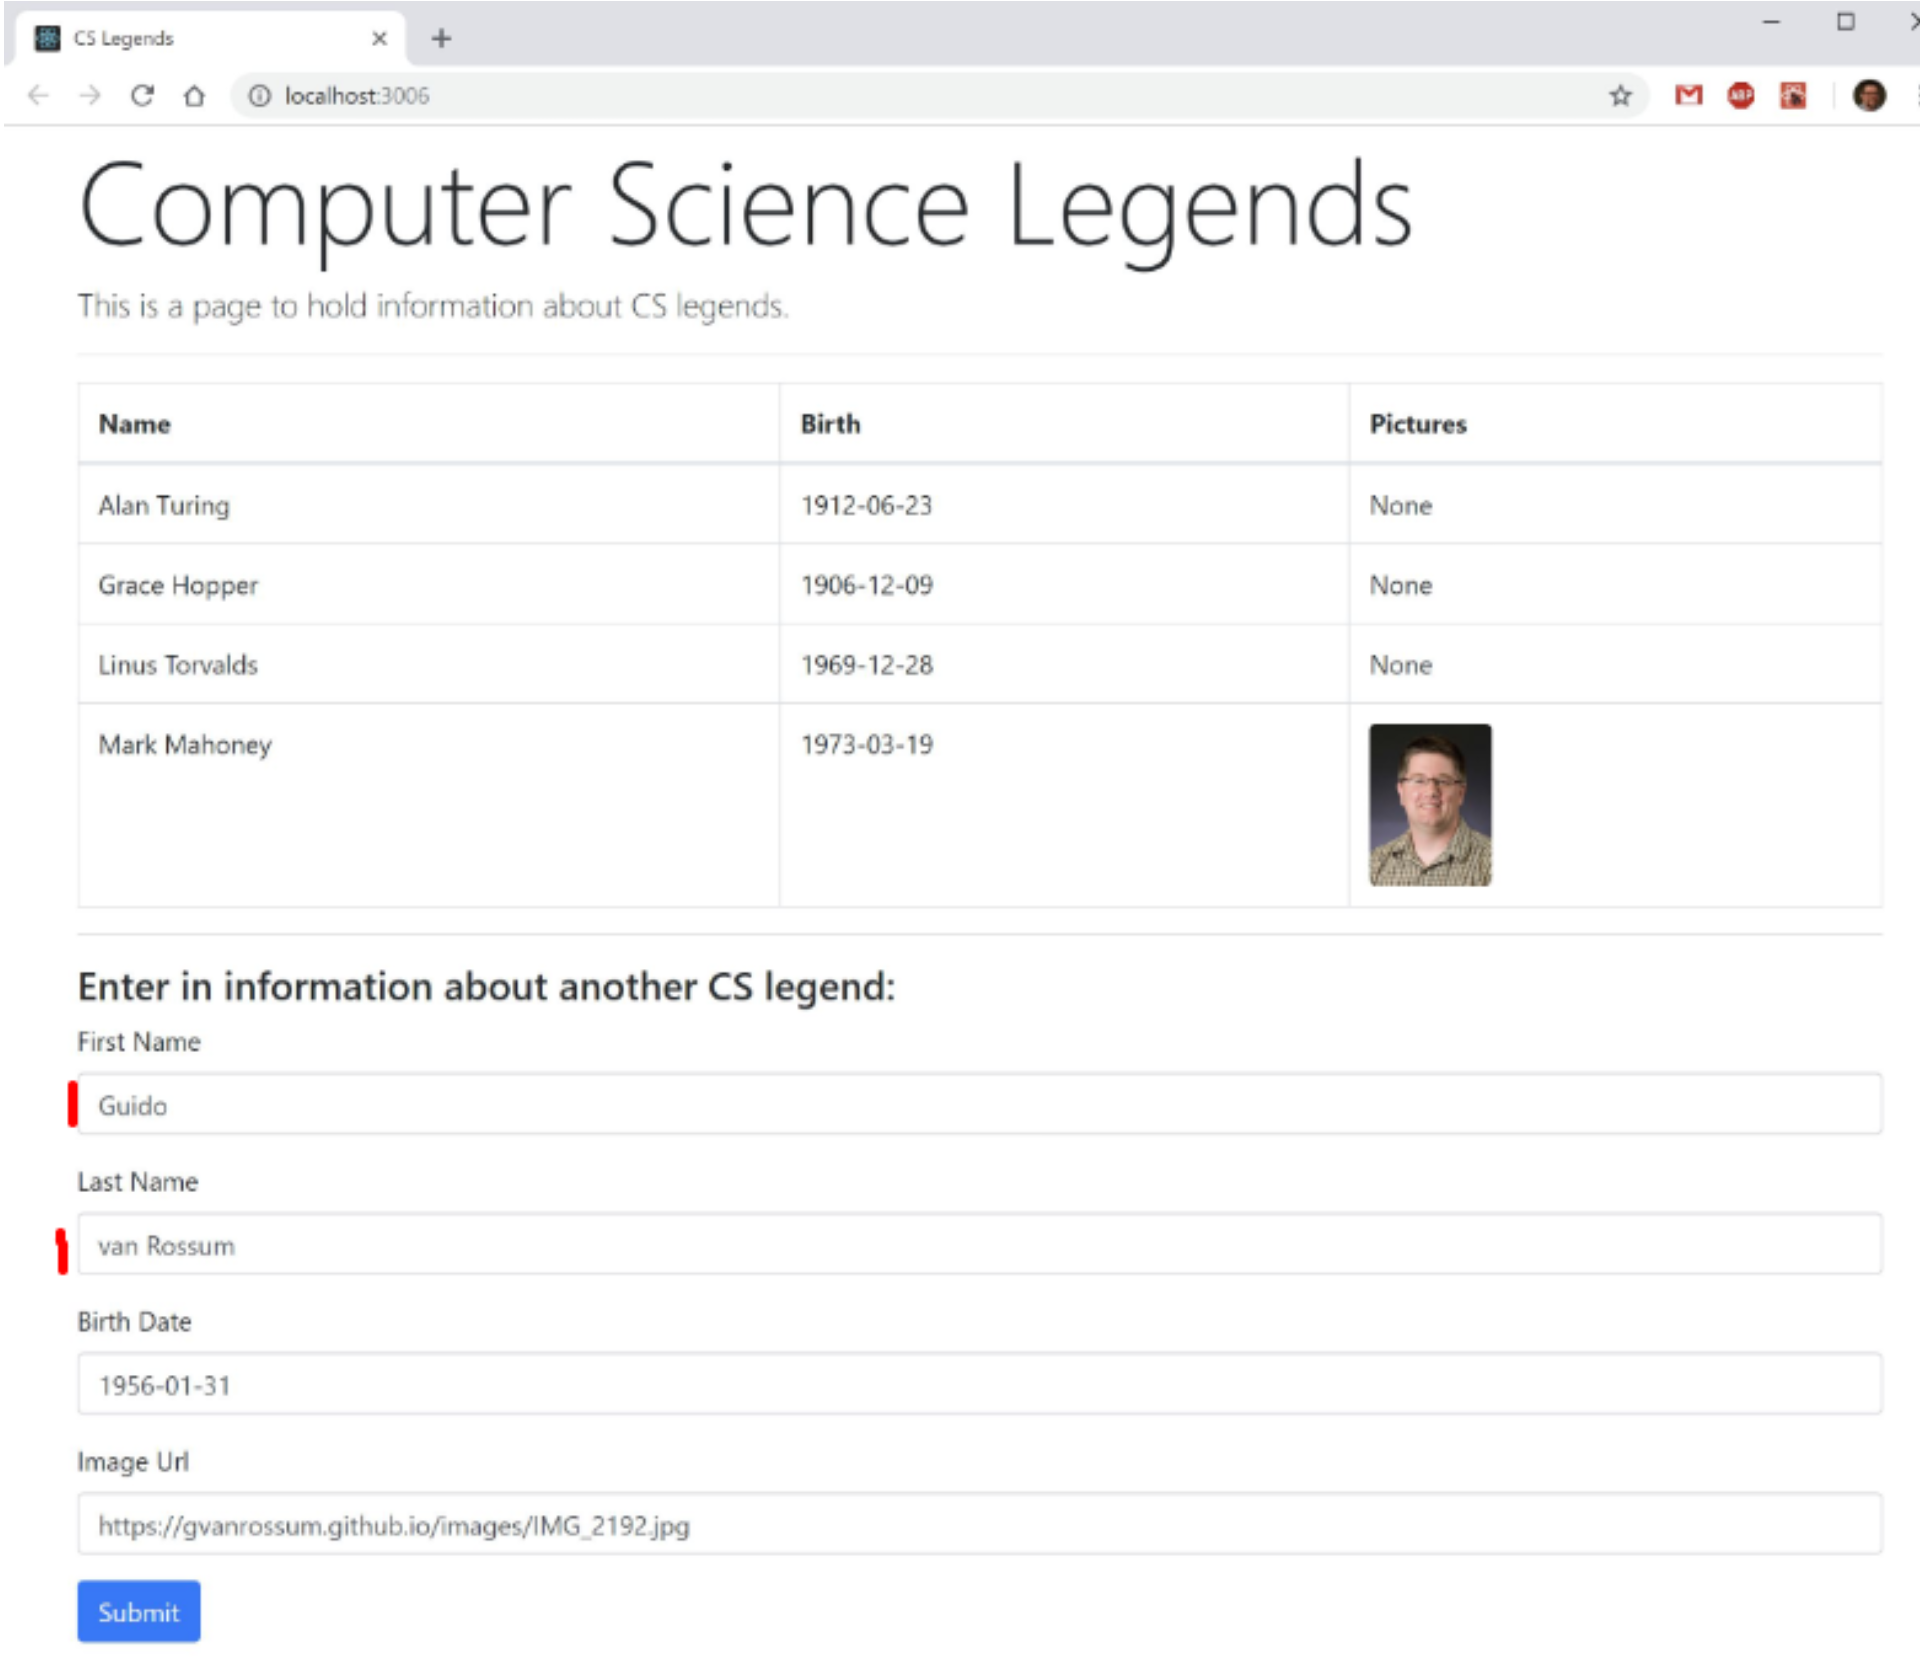 CS Legends
localhost:3006
ABP
Computer Science Legends
This is a page to hold information about CS legends.
Name Birth Pictures
Alan Turing 1912-06-23 None
Grace Hopper 1906-12-09 None
Linus Torvalds 1969-12-28 None
Mark Mahoney 1973-03-19
Enter in information about another CS legend:
First Name
Guido
Last Name
van Rossum
Birth Date
1956-01-31
Image Url
https://gvanrossum.github.io/images/IMG_2192.jpg
Submit